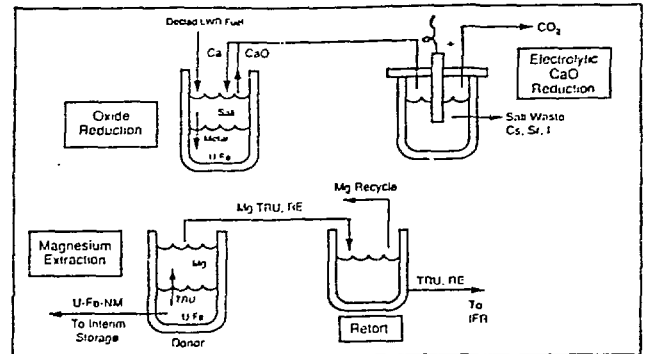 Declad LWR Fuel
Ca
CaO
CO₂
+
Electrolytic
CaO
Reduction
Oxide
Reduction
Salt
Metal
U-Fe
Salt Waste
Cs, Sr, I
Mg Recycle
Mg TRU, RE
Magnesium
Extraction
Mg
TRU
U-Fe
U-Fe-NM
To Interim
Storage
Donor
Retort
TRU, RE
To
IFR